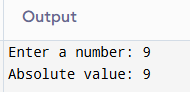 Output
Enter a number: 9
Absolute value: 9